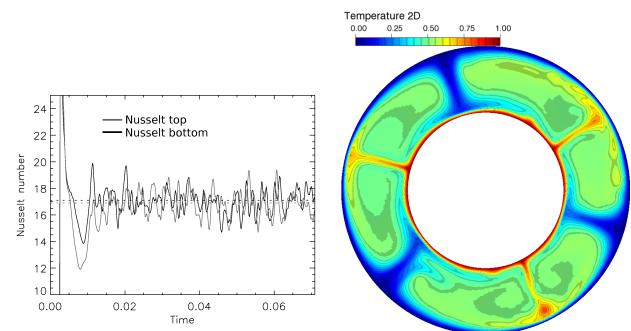 Temperature 2D
0.00 0.25 0.50 0.75 1.00
Nusselt number
24
22
20
18
16
14
12
10
Nusselt top
Nusselt bottom
0.00 0.02 0.04 0.06
Time